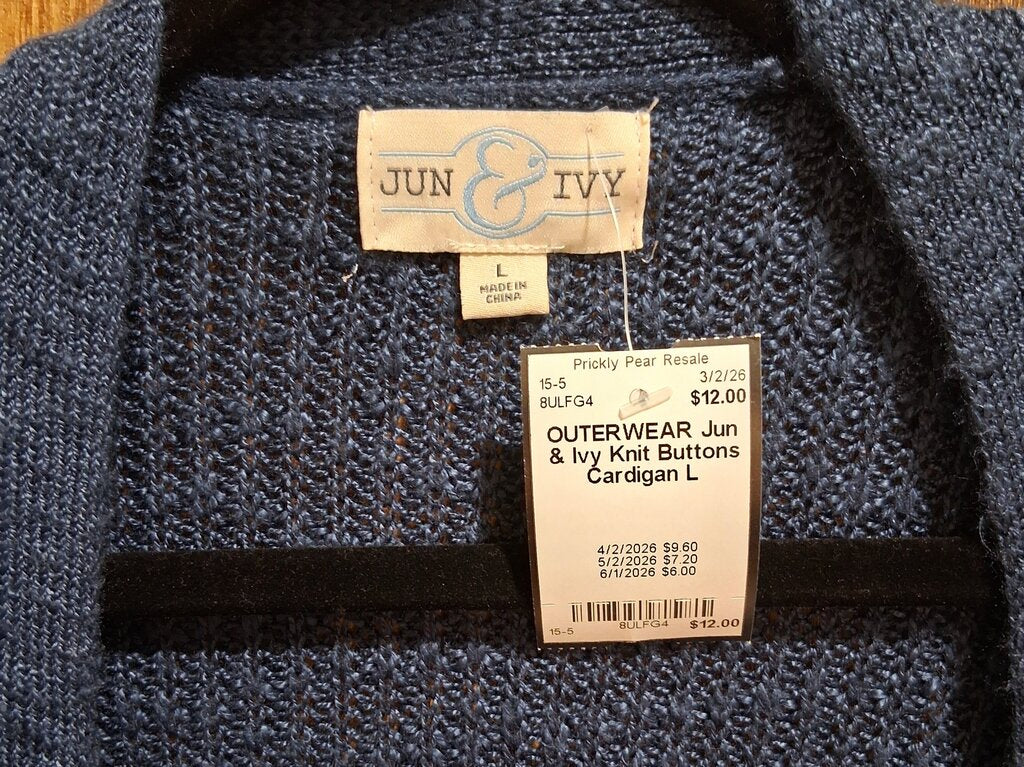 JUN & IVY
L
MADE IN
CHINA
Prickly Pear Resale
15-5 3/2/26
8ULFG4 $12.00
OUTERWEAR Jun
& Ivy Knit Buttons
Cardigan L
4/2/2026 $9.60
5/2/2026 $7.20
6/1/2026 $6.00
15-5 8ULFG4 $12.00